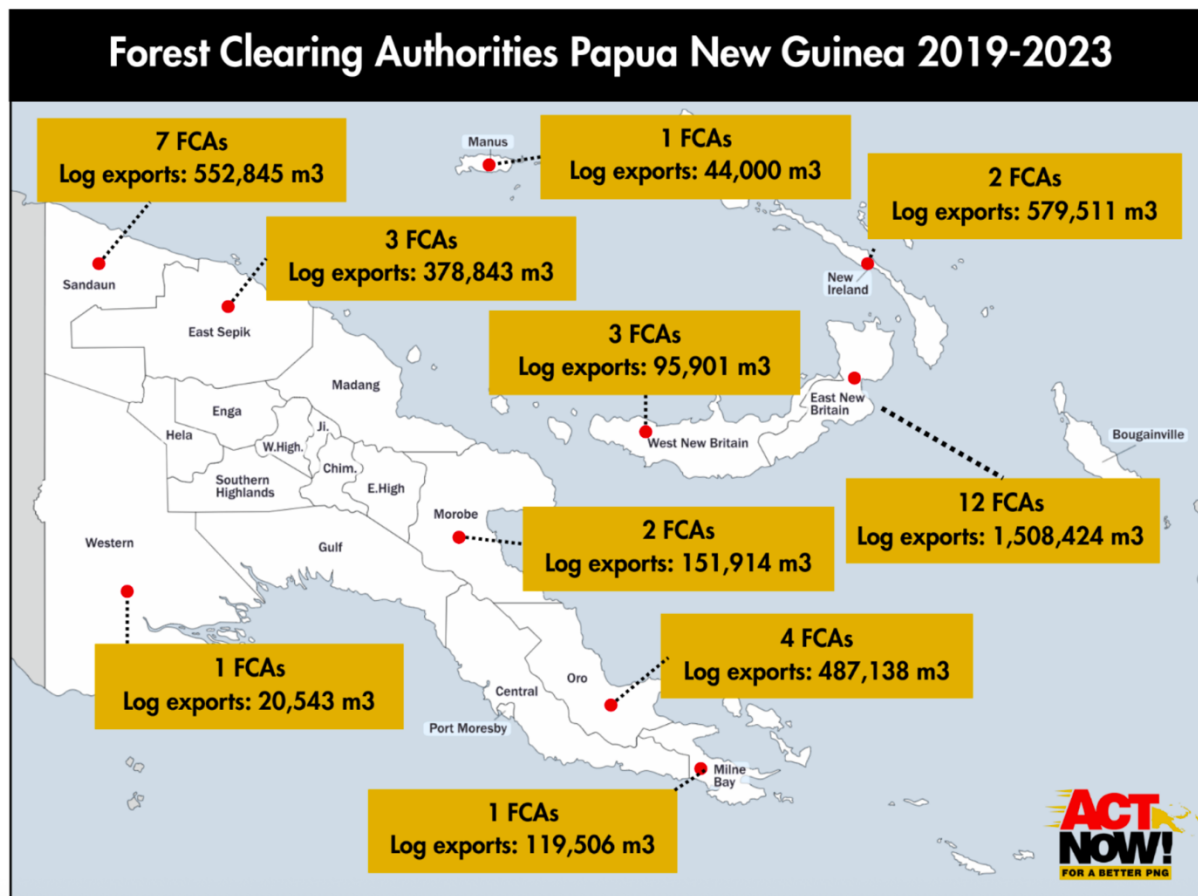 Forest Clearing Authorities Papua New Guinea 2019-2023
7 FCAs
Log exports: 552,845 m3
Manus
1 FCAs
Log exports: 44,000 m3
2 FCAs
Log exports: 579,511 m3
3 FCAs
Log exports: 378,843 m3
Sandaun
New
Ireland
East Sepik
3 FCAs
Log exports: 95,901 m3
Madang
East New
Britain
Enga
Ji.
Hela
W.High.
West New Britain
Bougainville
Chim.
Southern
Highlands
E.High
12 FCAs
Log exports: 1,508,424 m3
Morobe
Western
Gulf
2 FCAs
Log exports: 151,914 m3
4 FCAs
Log exports: 487,138 m3
1 FCAs
Log exports: 20,543 m3
Oro
Central
Port Moresby
Milne
Bay
1 FCAs
Log exports: 119,506 m3
ACT
NOW!
FOR A BETTER PNG